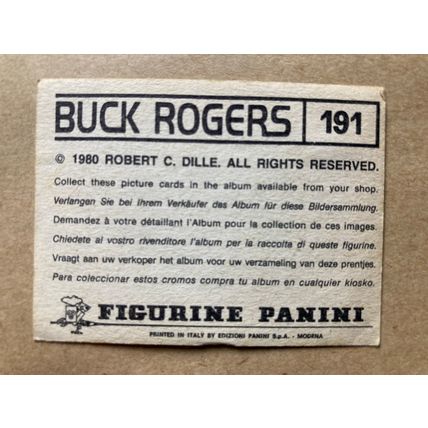 BUCK ROGERS 191
© 1980 ROBERT C. DILLE. ALL RIGHTS RESERVED.
Collect these picture cards in the album available from your shop.
Verlangen Sie bei Ihrem Verkäufer des Album für diese Bildersammlung.
Demandez à votre détaillant l'Album pour la collection de ces images.
Chiedete al vostro rivenditore l'album per la raccolta di queste figurine.
Vraagt aan uw verkoper het album voor uw verzameling van deze prentjes.
Para coleccionar estos cromos compra tu album en cualquier kiosko.
FIGURINE PANINI
PRINTED IN ITALY BY EDIZIONI PANINI S.p.A. - MODENA